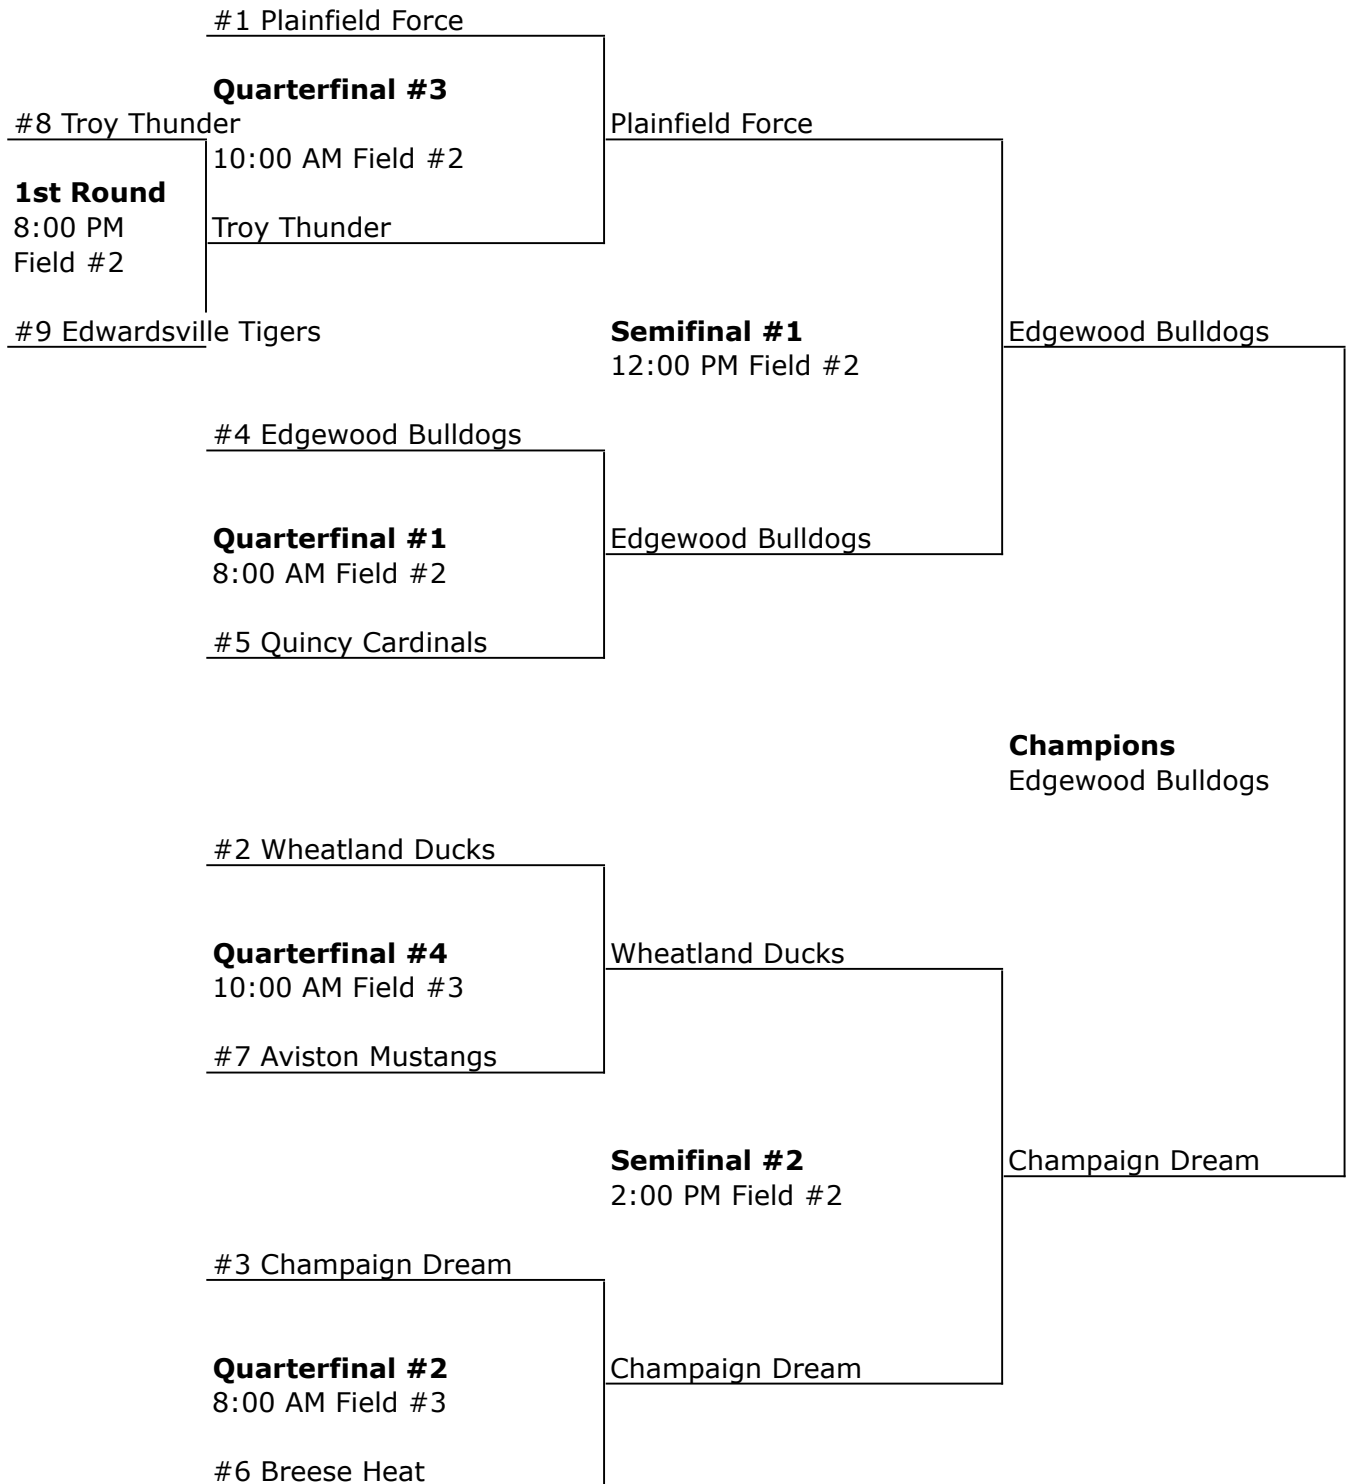 #1 Plainfield Force
Quarterfinal #3
#8 Troy Thunder
Plainfield Force
10:00 AM Field #2
1st Round
8:00 PM
Troy Thunder
Field #2
#9 Edwardsville Tigers
Semifinal #1
Edgewood Bulldogs
12:00 PM Field #2
#4 Edgewood Bulldogs
Quarterfinal #1
Edgewood Bulldogs
8:00 AM Field #2
#5 Quincy Cardinals
Champions
Edgewood Bulldogs
#2 Wheatland Ducks
Quarterfinal #4
Wheatland Ducks
10:00 AM Field #3
#7 Aviston Mustangs
Semifinal #2
Champaign Dream
2:00 PM Field #2
#3 Champaign Dream
Quarterfinal #2
Champaign Dream
8:00 AM Field #3
#6 Breese Heat